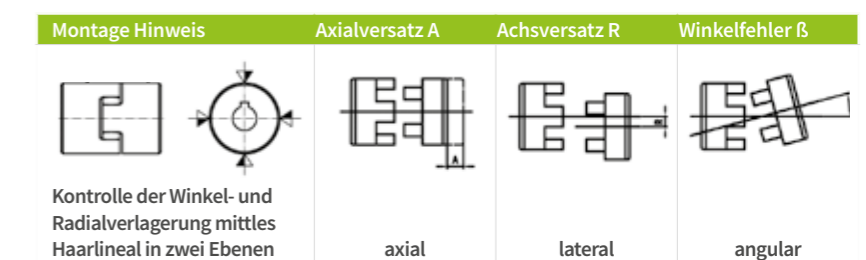 Montage Hinweis Axialversatz A Achsversatz R Winkelfehler ß
A
R
Kontrolle der Winkel- und
Radialverlagerung mittles
Haarlineal in zwei Ebenen
axial lateral angular